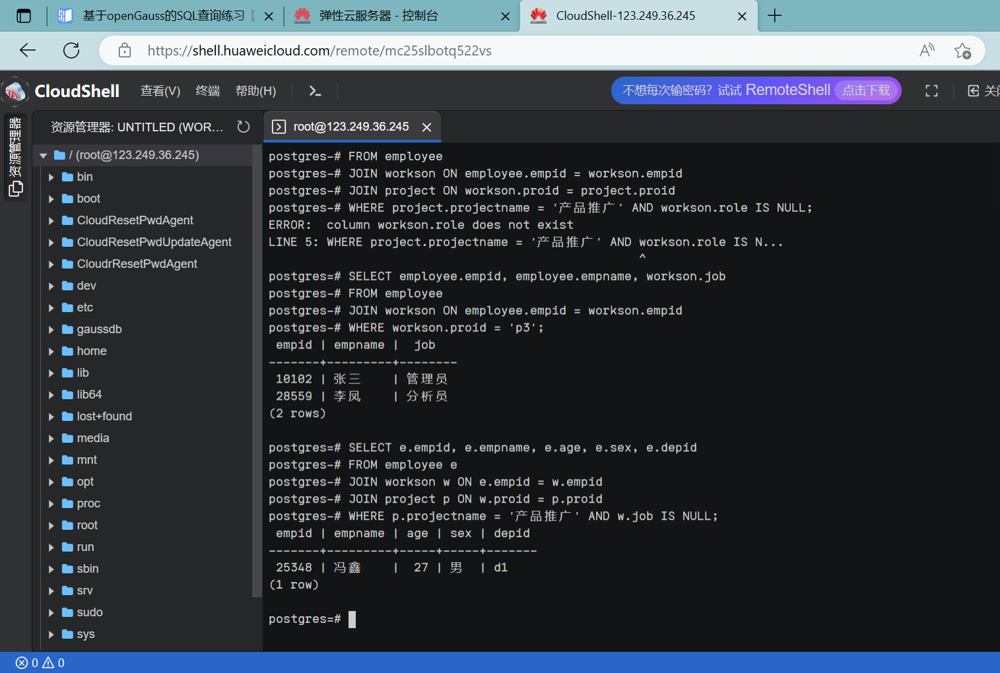 基于openGauss的SQL查询练习
弹性云服务器 - 控制台
CloudShell-123.249.36.245
https://shell.huaweicloud.com/remote/mc25slbotq522vs
CloudShell
查看(V)
终端
帮助(H)
不想每次输密码？试试 RemoteShell 点击下载
资源管理器
资源管理器: UNTITLED (WOR...
root@123.249.36.245
/ (root@123.249.36.245)
bin
boot
CloudResetPwdAgent
CloudResetPwdUpdateAgent
CloudrResetPwdAgent
dev
etc
gaussdb
home
lib
lib64
lost+found
media
mnt
opt
proc
root
run
sbin
srv
sudo
sys
postgres-# FROM employee
postgres-# JOIN workson ON employee.empid = workson.empid
postgres-# JOIN project ON workson.proid = project.proid
postgres-# WHERE project.projectname = '产品推广' AND workson.role IS NULL;
ERROR:  column workson.role does not exist
LINE 5: WHERE project.projectname = '产品推广' AND workson.role IS N...
^
postgres=# SELECT employee.empid, employee.empname, workson.job
postgres-# FROM employee
postgres-# JOIN workson ON employee.empid = workson.empid
postgres-# WHERE workson.proid = 'p3';
empid | empname |  job
-------+---------+--------
10102 | 张三    | 管理员
28559 | 李凤    | 分析员
(2 rows)
postgres=# SELECT e.empid, e.empname, e.age, e.sex, e.depid
postgres-# FROM employee e
postgres-# JOIN workson w ON e.empid = w.empid
postgres-# JOIN project p ON w.proid = p.proid
postgres-# WHERE p.projectname = '产品推广' AND w.job IS NULL;
empid | empname | age | sex | depid
-------+---------+-----+-----+-------
25348 | 冯鑫    |  27 | 男  | d1
(1 row)
postgres=#
0 0